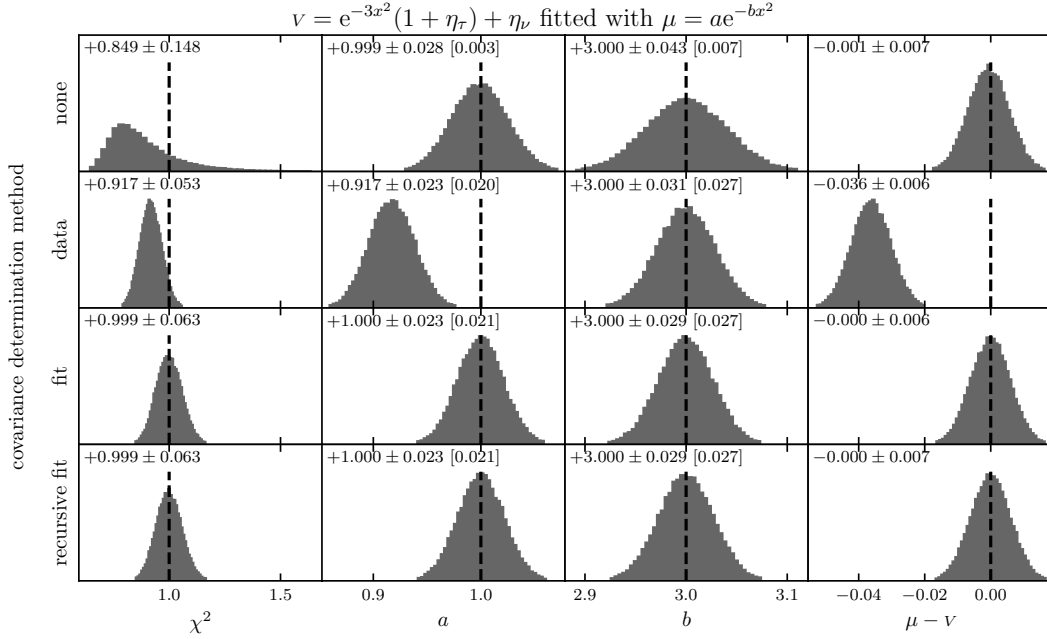 v = e^{-3x^2}(1 + η_τ) + η_ν fitted with μ = ae^{-bx^2}
covariance determination method
none
+0.849 ± 0.148
+0.999 ± 0.028 [0.003]
+3.000 ± 0.043 [0.007]
−0.001 ± 0.007
data
+0.917 ± 0.053
+0.917 ± 0.023 [0.020]
+3.000 ± 0.031 [0.027]
−0.036 ± 0.006
fit
+0.999 ± 0.063
+1.000 ± 0.023 [0.021]
+3.000 ± 0.029 [0.027]
−0.000 ± 0.006
recursive fit
+0.999 ± 0.063
+1.000 ± 0.023 [0.021]
+3.000 ± 0.029 [0.027]
−0.000 ± 0.007
1.0 1.5
0.9 1.0
2.9 3.0 3.1
−0.04 −0.02 0.00
χ²
a
b
μ − v